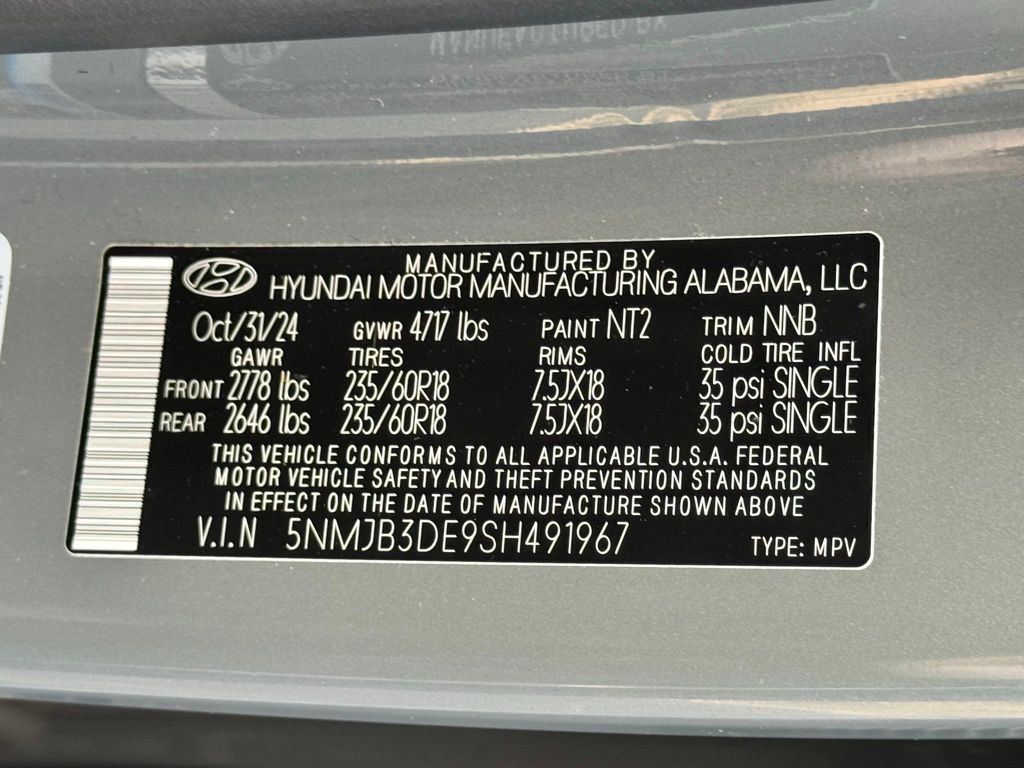 MANUFACTURED BY
HYUNDAI MOTOR MANUFACTURING ALABAMA, LLC
Oct/31/24 GVWR 4717 lbs PAINT NT2 TRIM NNB
GAWR TIRES RIMS COLD TIRE INFL
FRONT 2778 lbs 235/60R18 7.5JX18 35 psi SINGLE
REAR 2646 lbs 235/60R18 7.5JX18 35 psi SINGLE
THIS VEHICLE CONFORMS TO ALL APPLICABLE U.S.A. FEDERAL
MOTOR VEHICLE SAFETY AND THEFT PREVENTION STANDARDS
IN EFFECT ON THE DATE OF MANUFACTURE SHOWN ABOVE
V.I.N 5NMJB3DE9SH491967 TYPE: MPV